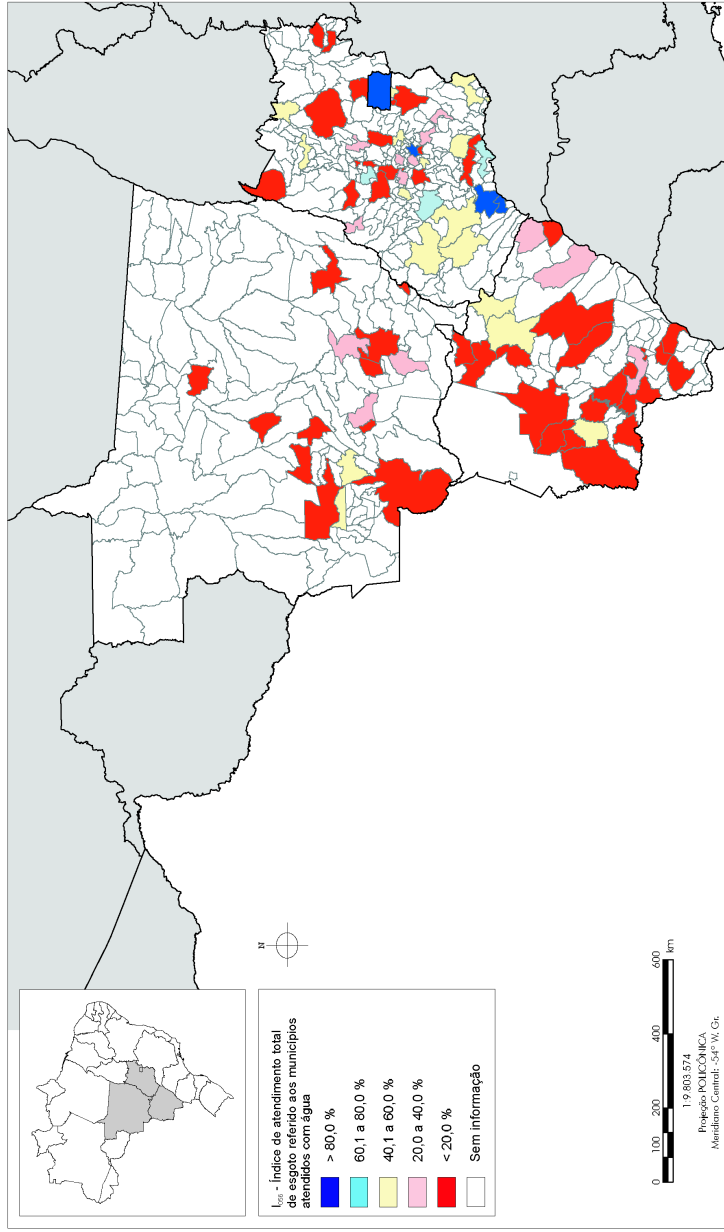 N
I₀₅₆ - Índice de atendimento total
de esgoto referido aos municípios
atendidos com água
> 80,0 %
60,1 a 80,0 %
40,1 a 60,0 %
20,0 a 40,0 %
< 20,0 %
Sem informação
0 100 200 400 600
km
1:9.803.574
Projeção POLICÔNICA
Meridiano Central: -54° W. Gr.